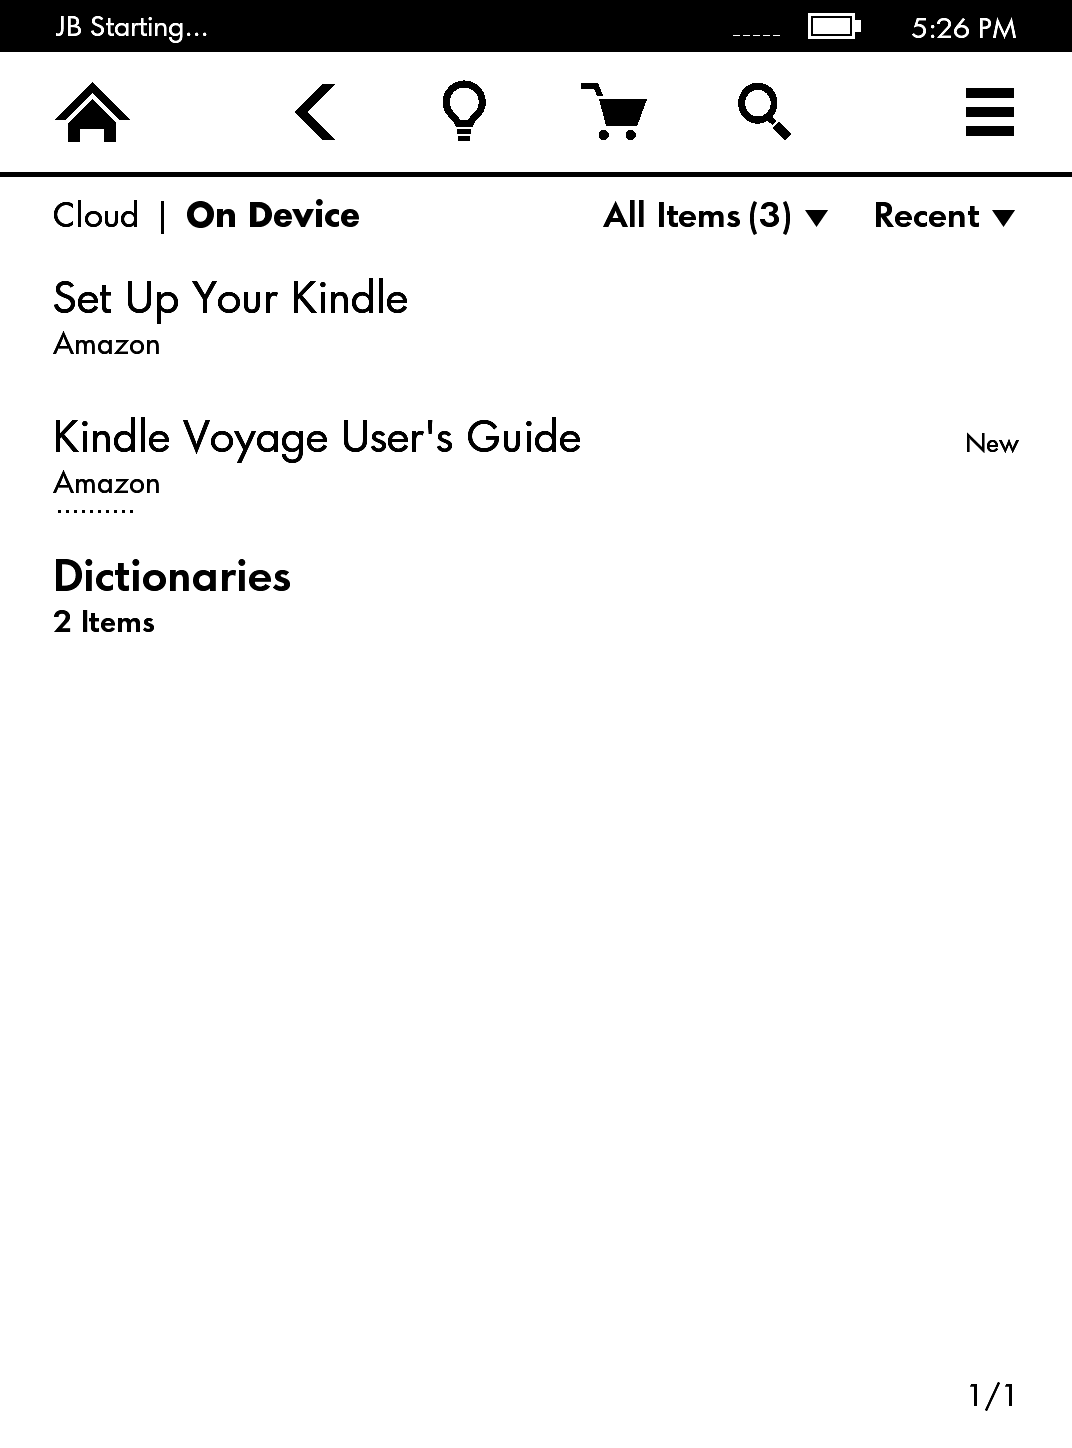 JB Starting...
5:26 PM
Cloud | On Device
All Items (3)
Recent
Set Up Your Kindle
Amazon
Kindle Voyage User's Guide
New
Amazon
Dictionaries
2 Items
1/1